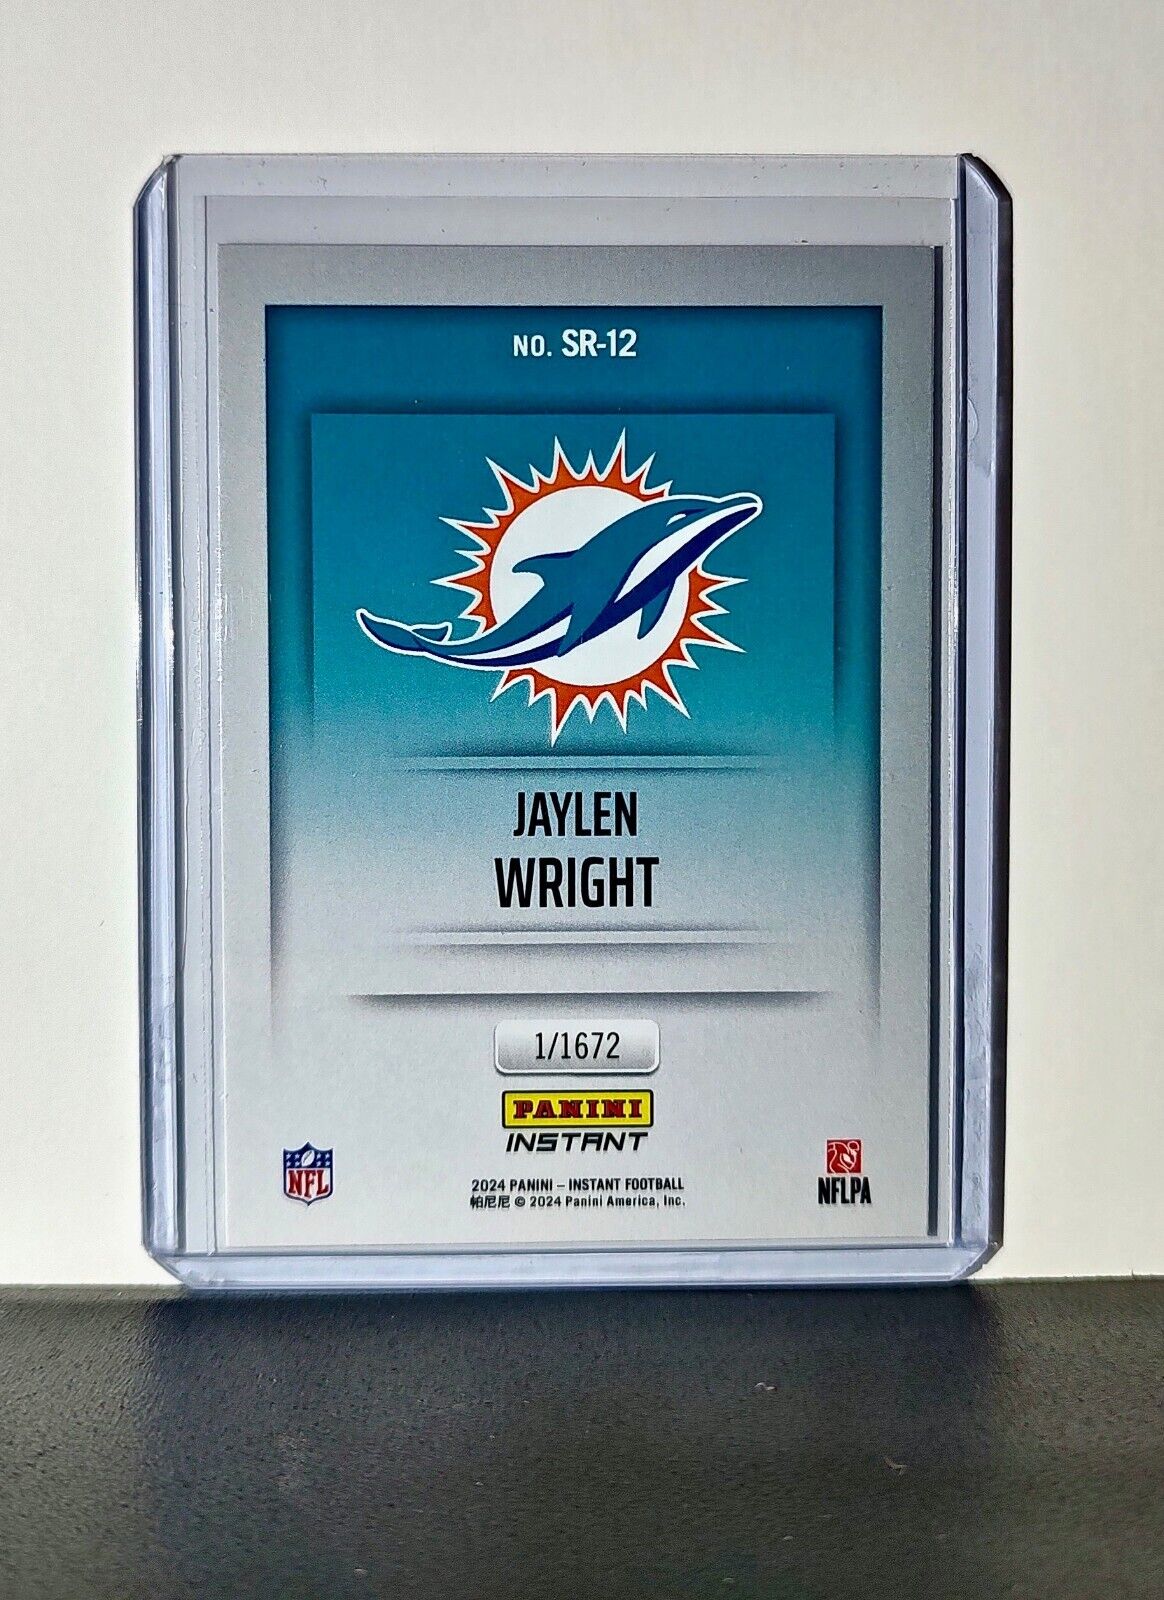 NO. SR-12
JAYLEN
WRIGHT
1/1672
PANINI
INSTANT
NFL
NFLPA
2024 PANINI – INSTANT FOOTBALL
帕尼尼 © 2024 Panini America, Inc.